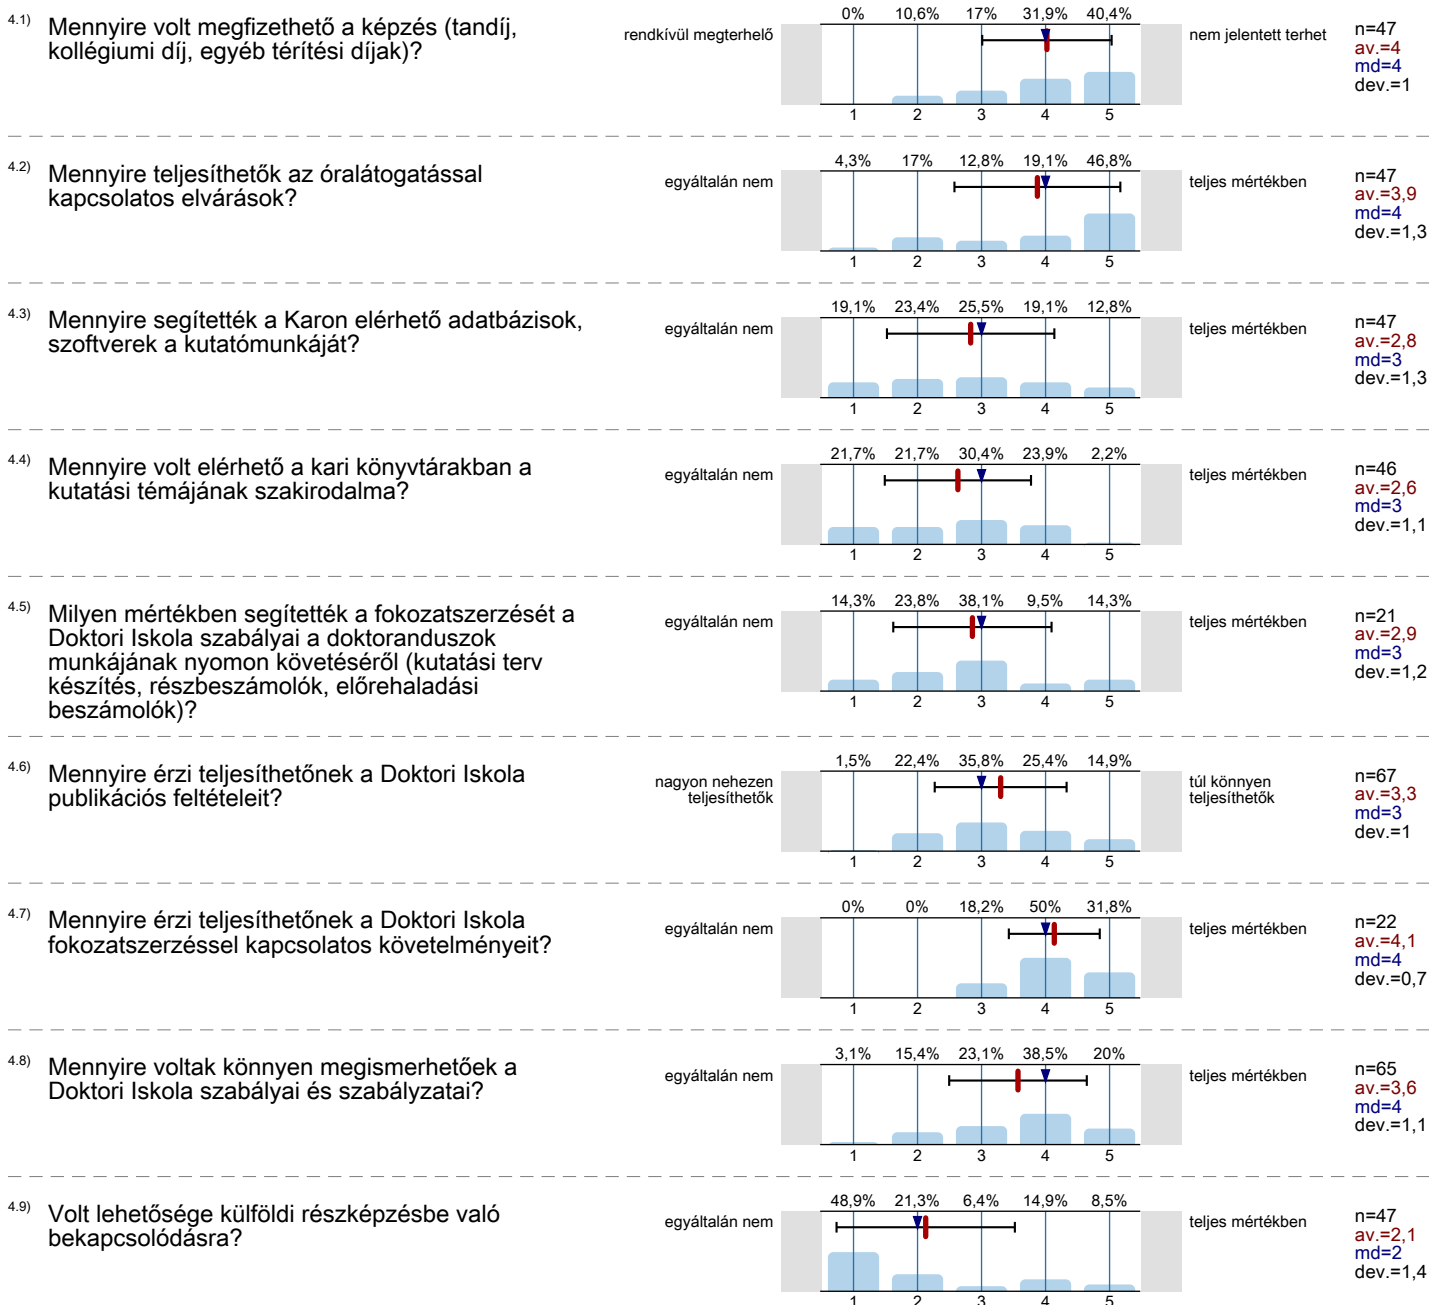 4.1) Mennyire volt megfizethető a képzés (tandíj,
kollégiumi díj, egyéb térítési díjak)?
rendkívül megterhelő
0% 10,6% 17% 31,9% 40,4%
1 2 3 4 5
nem jelentett terhet
n=47
av.=4
md=4
dev.=1
4.2) Mennyire teljesíthetők az óralátogatással
kapcsolatos elvárások?
egyáltalán nem
4,3% 17% 12,8% 19,1% 46,8%
1 2 3 4 5
teljes mértékben
n=47
av.=3,9
md=4
dev.=1,3
4.3) Mennyire segítették a Karon elérhető adatbázisok,
szoftverek a kutatómunkáját?
egyáltalán nem
19,1% 23,4% 25,5% 19,1% 12,8%
1 2 3 4 5
teljes mértékben
n=47
av.=2,8
md=3
dev.=1,3
4.4) Mennyire volt elérhető a kari könyvtárakban a
kutatási témájának szakirodalma?
egyáltalán nem
21,7% 21,7% 30,4% 23,9% 2,2%
1 2 3 4 5
teljes mértékben
n=46
av.=2,6
md=3
dev.=1,1
4.5) Milyen mértékben segítették a fokozatszerzését a
Doktori Iskola szabályai a doktoranduszok
munkájának nyomon követéséről (kutatási terv
készítés, részbeszámolók, előrehaladási
beszámolók)?
egyáltalán nem
14,3% 23,8% 38,1% 9,5% 14,3%
1 2 3 4 5
teljes mértékben
n=21
av.=2,9
md=3
dev.=1,2
4.6) Mennyire érzi teljesíthetőnek a Doktori Iskola
publikációs feltételeit?
nagyon nehezen
teljesíthetők
1,5% 22,4% 35,8% 25,4% 14,9%
1 2 3 4 5
túl könnyen
teljesíthetők
n=67
av.=3,3
md=3
dev.=1
4.7) Mennyire érzi teljesíthetőnek a Doktori Iskola
fokozatszerzéssel kapcsolatos követelményeit?
egyáltalán nem
0% 0% 18,2% 50% 31,8%
1 2 3 4 5
teljes mértékben
n=22
av.=4,1
md=4
dev.=0,7
4.8) Mennyire voltak könnyen megismerhetőek a
Doktori Iskola szabályai és szabályzatai?
egyáltalán nem
3,1% 15,4% 23,1% 38,5% 20%
1 2 3 4 5
teljes mértékben
n=65
av.=3,6
md=4
dev.=1,1
4.9) Volt lehetősége külföldi részképzésbe való
bekapcsolódásra?
egyáltalán nem
48,9% 21,3% 6,4% 14,9% 8,5%
1 2 3 4 5
teljes mértékben
n=47
av.=2,1
md=2
dev.=1,4